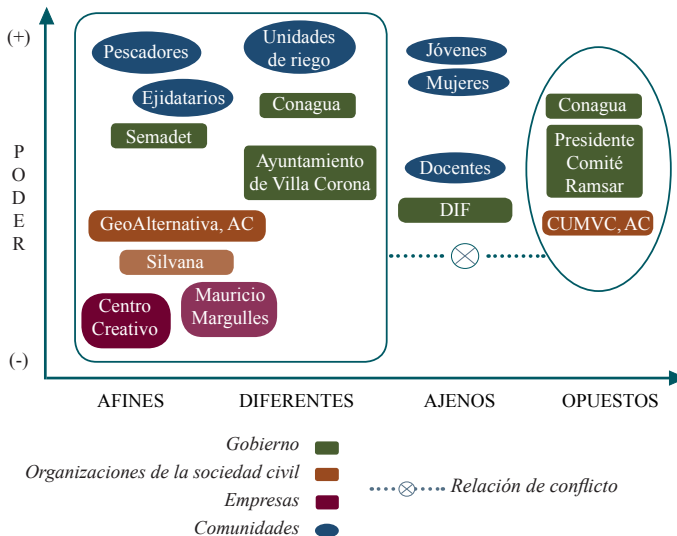 (+)
PODER
(-)
Pescadores
Ejidatarios
Semadet
GeoAlternativa, AC
Silvana
Centro
Creativo
Mauricio
Margulles
Unidades
de riego
Conagua
Ayuntamiento
de Villa Corona
Jóvenes
Mujeres
Docentes
DIF
Conagua
Presidente
Comité
Ramsar
CUMVC, AC
AFINES
DIFERENTES
AJENOS
OPUESTOS
Gobierno
Organizaciones de la sociedad civil
Empresas
Comunidades
Relación de conflicto